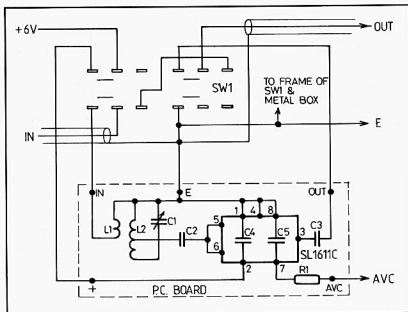 +6V
OUT
SW1
TO FRAME OF
SW1 &
METAL BOX
IN
E
IN
E
OUT
L1
L2
C1
C2
5
6
1
4
8
C4
C5
3
C3
SL1611C
2
7
R1
+
P.C. BOARD
AVC
AVC